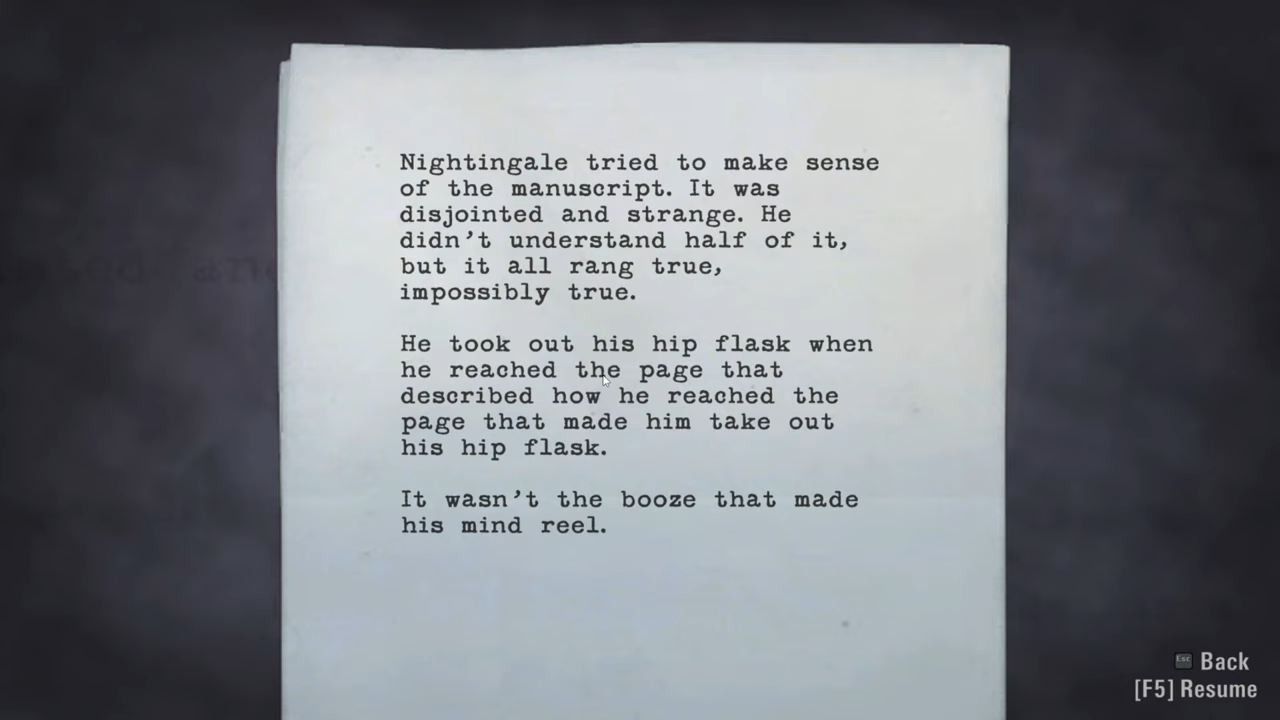 Nightingale tried to make sense
of the manuscript. It was
disjointed and strange. He
didn't understand half of it,
but it all rang true,
impossibly true.
He took out his hip flask when
he reached the page that
described how he reached the
page that made him take out
his hip flask.
It wasn't the booze that made
his mind reel.
Esc Back
[F5] Resume